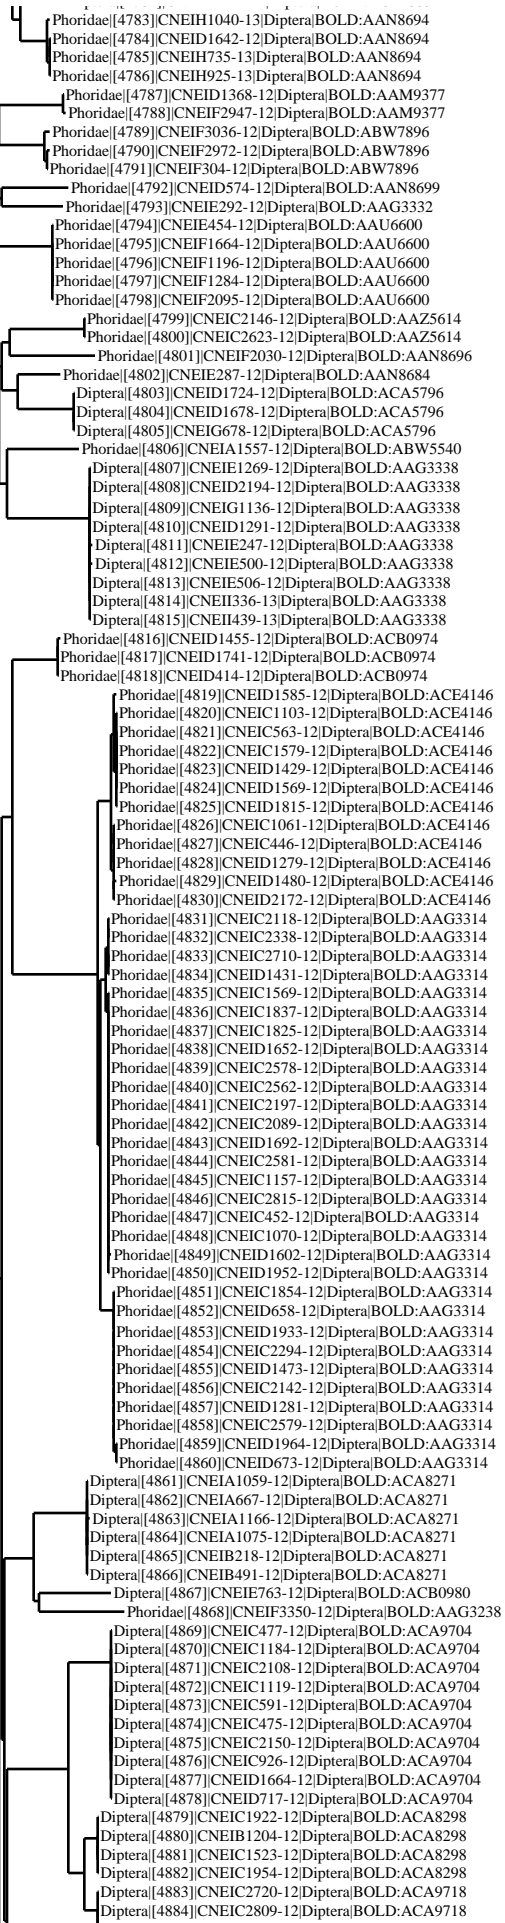 Phoridae|[4783]|CNEIH1040-13|Diptera|BOLD:AAN8694
Phoridae|[4784]|CNEID1642-12|Diptera|BOLD:AAN8694
Phoridae|[4785]|CNEIH735-13|Diptera|BOLD:AAN8694
Phoridae|[4786]|CNEIH925-13|Diptera|BOLD:AAN8694
Phoridae|[4787]|CNEID1368-12|Diptera|BOLD:AAM9377
Phoridae|[4788]|CNEIF2947-12|Diptera|BOLD:AAM9377
Phoridae|[4789]|CNEIF3036-12|Diptera|BOLD:ABW7896
Phoridae|[4790]|CNEIF2972-12|Diptera|BOLD:ABW7896
Phoridae|[4791]|CNEIF304-12|Diptera|BOLD:ABW7896
Phoridae|[4792]|CNEID574-12|Diptera|BOLD:AAN8699
Phoridae|[4793]|CNEIE292-12|Diptera|BOLD:AAG3332
Phoridae|[4794]|CNEIE454-12|Diptera|BOLD:AAU6600
Phoridae|[4795]|CNEIF1664-12|Diptera|BOLD:AAU6600
Phoridae|[4796]|CNEIF1196-12|Diptera|BOLD:AAU6600
Phoridae|[4797]|CNEIF1284-12|Diptera|BOLD:AAU6600
Phoridae|[4798]|CNEIF2095-12|Diptera|BOLD:AAU6600
Phoridae|[4799]|CNEIC2146-12|Diptera|BOLD:AAZ5614
Phoridae|[4800]|CNEIC2623-12|Diptera|BOLD:AAZ5614
Phoridae|[4801]|CNEIF2030-12|Diptera|BOLD:AAN8696
Phoridae|[4802]|CNEIE287-12|Diptera|BOLD:AAN8684
Diptera|[4803]|CNEID1724-12|Diptera|BOLD:ACA5796
Diptera|[4804]|CNEID1678-12|Diptera|BOLD:ACA5796
Diptera|[4805]|CNEIG678-12|Diptera|BOLD:ACA5796
Phoridae|[4806]|CNEIA1557-12|Diptera|BOLD:ABW5540
Diptera|[4807]|CNEIE1269-12|Diptera|BOLD:AAG3338
Diptera|[4808]|CNEID2194-12|Diptera|BOLD:AAG3338
Diptera|[4809]|CNEIG1136-12|Diptera|BOLD:AAG3338
Diptera|[4810]|CNEID1291-12|Diptera|BOLD:AAG3338
Diptera|[4811]|CNEIE247-12|Diptera|BOLD:AAG3338
Diptera|[4812]|CNEIE500-12|Diptera|BOLD:AAG3338
Diptera|[4813]|CNEIE506-12|Diptera|BOLD:AAG3338
Diptera|[4814]|CNEII336-13|Diptera|BOLD:AAG3338
Diptera|[4815]|CNEII439-13|Diptera|BOLD:AAG3338
Phoridae|[4816]|CNEID1455-12|Diptera|BOLD:ACB0974
Phoridae|[4817]|CNEID1741-12|Diptera|BOLD:ACB0974
Phoridae|[4818]|CNEID414-12|Diptera|BOLD:ACB0974
Phoridae|[4819]|CNEID1585-12|Diptera|BOLD:ACE4146
Phoridae|[4820]|CNEIC1103-12|Diptera|BOLD:ACE4146
Phoridae|[4821]|CNEIC563-12|Diptera|BOLD:ACE4146
Phoridae|[4822]|CNEIC1579-12|Diptera|BOLD:ACE4146
Phoridae|[4823]|CNEID1429-12|Diptera|BOLD:ACE4146
Phoridae|[4824]|CNEID1569-12|Diptera|BOLD:ACE4146
Phoridae|[4825]|CNEID1815-12|Diptera|BOLD:ACE4146
Phoridae|[4826]|CNEIC1061-12|Diptera|BOLD:ACE4146
Phoridae|[4827]|CNEIC446-12|Diptera|BOLD:ACE4146
Phoridae|[4828]|CNEID1279-12|Diptera|BOLD:ACE4146
Phoridae|[4829]|CNEID1480-12|Diptera|BOLD:ACE4146
Phoridae|[4830]|CNEID2172-12|Diptera|BOLD:ACE4146
Phoridae|[4831]|CNEIC2118-12|Diptera|BOLD:AAG3314
Phoridae|[4832]|CNEIC2338-12|Diptera|BOLD:AAG3314
Phoridae|[4833]|CNEIC2710-12|Diptera|BOLD:AAG3314
Phoridae|[4834]|CNEID1431-12|Diptera|BOLD:AAG3314
Phoridae|[4835]|CNEIC1569-12|Diptera|BOLD:AAG3314
Phoridae|[4836]|CNEIC1837-12|Diptera|BOLD:AAG3314
Phoridae|[4837]|CNEIC1825-12|Diptera|BOLD:AAG3314
Phoridae|[4838]|CNEID1652-12|Diptera|BOLD:AAG3314
Phoridae|[4839]|CNEIC2578-12|Diptera|BOLD:AAG3314
Phoridae|[4840]|CNEIC2562-12|Diptera|BOLD:AAG3314
Phoridae|[4841]|CNEIC2197-12|Diptera|BOLD:AAG3314
Phoridae|[4842]|CNEIC2089-12|Diptera|BOLD:AAG3314
Phoridae|[4843]|CNEID1692-12|Diptera|BOLD:AAG3314
Phoridae|[4844]|CNEIC2581-12|Diptera|BOLD:AAG3314
Phoridae|[4845]|CNEIC1157-12|Diptera|BOLD:AAG3314
Phoridae|[4846]|CNEIC2815-12|Diptera|BOLD:AAG3314
Phoridae|[4847]|CNEIC452-12|Diptera|BOLD:AAG3314
Phoridae|[4848]|CNEIC1070-12|Diptera|BOLD:AAG3314
Phoridae|[4849]|CNEID1602-12|Diptera|BOLD:AAG3314
Phoridae|[4850]|CNEID1952-12|Diptera|BOLD:AAG3314
Phoridae|[4851]|CNEIC1854-12|Diptera|BOLD:AAG3314
Phoridae|[4852]|CNEID658-12|Diptera|BOLD:AAG3314
Phoridae|[4853]|CNEID1933-12|Diptera|BOLD:AAG3314
Phoridae|[4854]|CNEIC2294-12|Diptera|BOLD:AAG3314
Phoridae|[4855]|CNEID1473-12|Diptera|BOLD:AAG3314
Phoridae|[4856]|CNEIC2142-12|Diptera|BOLD:AAG3314
Phoridae|[4857]|CNEID1281-12|Diptera|BOLD:AAG3314
Phoridae|[4858]|CNEIC2579-12|Diptera|BOLD:AAG3314
Phoridae|[4859]|CNEID1964-12|Diptera|BOLD:AAG3314
Phoridae|[4860]|CNEID673-12|Diptera|BOLD:AAG3314
Diptera|[4861]|CNEIA1059-12|Diptera|BOLD:ACA8271
Diptera|[4862]|CNEIA667-12|Diptera|BOLD:ACA8271
Diptera|[4863]|CNEIA1166-12|Diptera|BOLD:ACA8271
Diptera|[4864]|CNEIA1075-12|Diptera|BOLD:ACA8271
Diptera|[4865]|CNEIB218-12|Diptera|BOLD:ACA8271
Diptera|[4866]|CNEIB491-12|Diptera|BOLD:ACA8271
Diptera|[4867]|CNEIE763-12|Diptera|BOLD:ACB0980
Phoridae|[4868]|CNEIF3350-12|Diptera|BOLD:AAG3238
Diptera|[4869]|CNEIC477-12|Diptera|BOLD:ACA9704
Diptera|[4870]|CNEIC1184-12|Diptera|BOLD:ACA9704
Diptera|[4871]|CNEIC2108-12|Diptera|BOLD:ACA9704
Diptera|[4872]|CNEIC1119-12|Diptera|BOLD:ACA9704
Diptera|[4873]|CNEIC591-12|Diptera|BOLD:ACA9704
Diptera|[4874]|CNEIC475-12|Diptera|BOLD:ACA9704
Diptera|[4875]|CNEIC2150-12|Diptera|BOLD:ACA9704
Diptera|[4876]|CNEIC926-12|Diptera|BOLD:ACA9704
Diptera|[4877]|CNEID1664-12|Diptera|BOLD:ACA9704
Diptera|[4878]|CNEID717-12|Diptera|BOLD:ACA9704
Diptera|[4879]|CNEIC1922-12|Diptera|BOLD:ACA8298
Diptera|[4880]|CNEIB1204-12|Diptera|BOLD:ACA8298
Diptera|[4881]|CNEIC1523-12|Diptera|BOLD:ACA8298
Diptera|[4882]|CNEIC1954-12|Diptera|BOLD:ACA8298
Diptera|[4883]|CNEIC2720-12|Diptera|BOLD:ACA9718
Diptera|[4884]|CNEIC2809-12|Diptera|BOLD:ACA9718